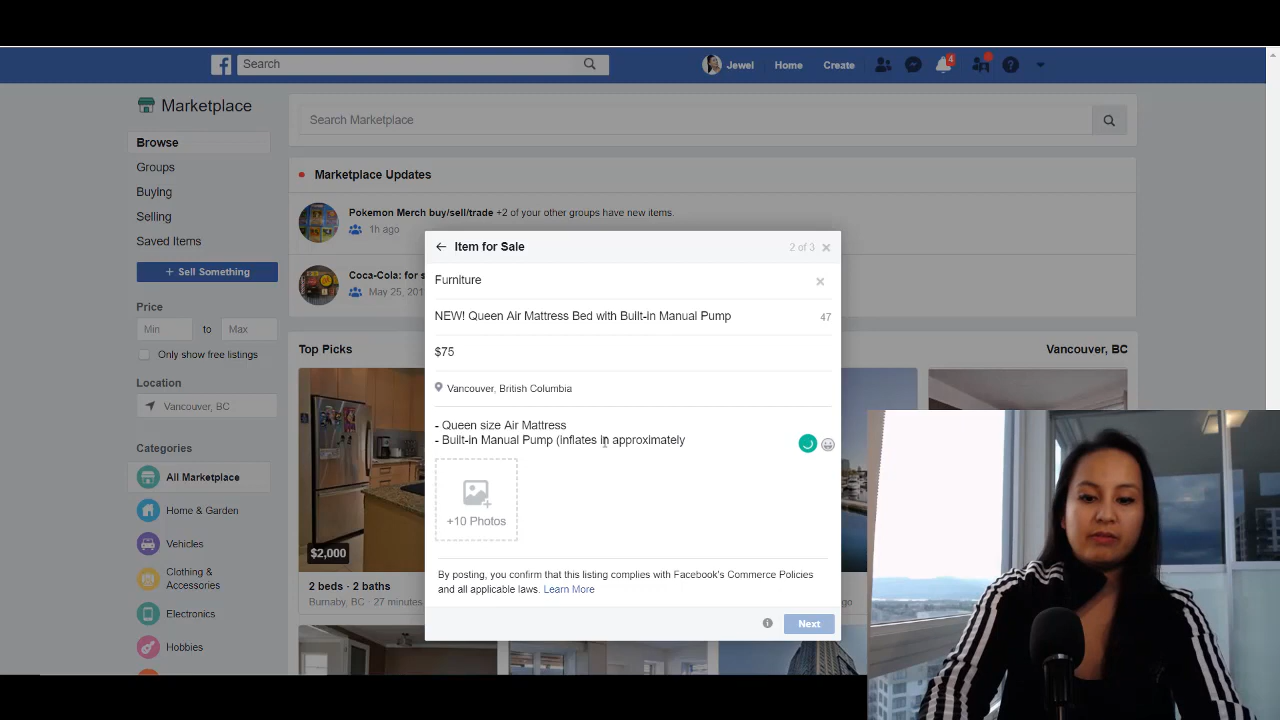 Search
Jewel
Home
Create
4
Marketplace
Search Marketplace
Browse
Groups
Buying
Selling
Saved Items
+ Sell Something
Price
Min
to
Max
Only show free listings
Location
Vancouver, BC
Categories
All Marketplace
Home & Garden
Vehicles
Clothing &
Accessories
Electronics
Hobbies
Marketplace Updates
Pokemon Merch buy/sell/trade +2 of your other groups have new items.
1h ago
Coca-Cola: for s
May 25, 201
Top Picks
Vancouver, BC
$2,000
2 beds · 2 baths
Burnaby, BC · 27 minutes
ago
Item for Sale
2 of 3
Furniture
NEW! Queen Air Mattress Bed with Built-in Manual Pump
47
$75
Vancouver, British Columbia
- Queen size Air Mattress
- Built-in Manual Pump (inflates in approximately
+10 Photos
By posting, you confirm that this listing complies with Facebook's Commerce Policies
and all applicable laws. Learn More
Next